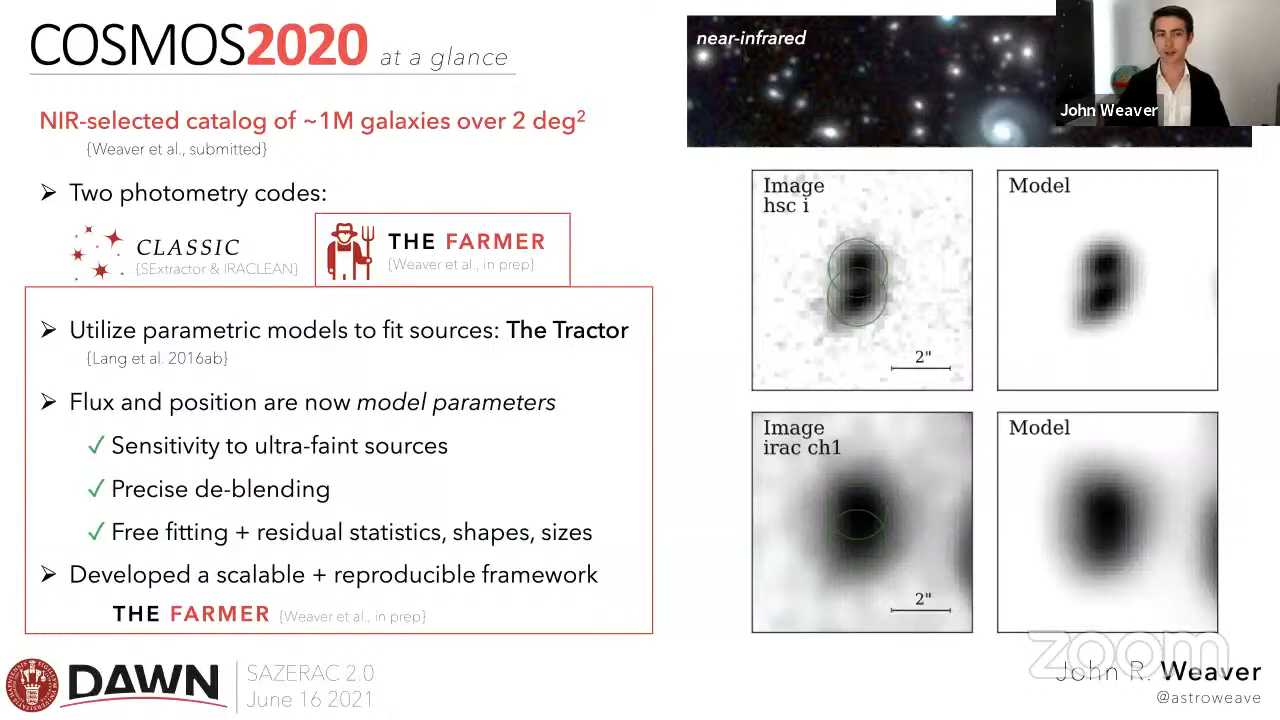 COSMOS2020 at a glance
NIR-selected catalog of ~1M galaxies over 2 deg²
{Weaver et al., submitted}
➢ Two photometry codes:
CLASSIC
{SExtractor & IRACLEAN}
THE FARMER
{Weaver et al., in prep}
➢ Utilize parametric models to fit sources: The Tractor
{Lang et al. 2016ab}
➢ Flux and position are now model parameters
✓ Sensitivity to ultra-faint sources
✓ Precise de-blending
✓ Free fitting + residual statistics, shapes, sizes
➢ Developed a scalable + reproducible framework
THE FARMER {Weaver et al., in prep}
near-infrared
John Weaver
Image
hsc i
2"
Model
Image
irac ch1
2"
Model
DAWN
SAZERAC 2.0
June 16 2021
zoom
John R. Weaver
@astroweave